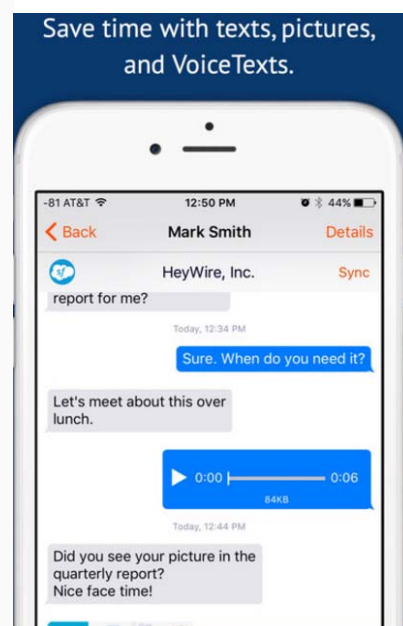 Save time with texts, pictures,
and VoiceTexts.
-81 AT&T 12:50 PM 44%
Back Mark Smith Details
sf HeyWire, Inc. Sync
report for me?
Today, 12:34 PM
Sure. When do you need it?
Let's meet about this over
lunch.
0:00 0:06
84KB
Today, 12:44 PM
Did you see your picture in the
quarterly report?
Nice face time!